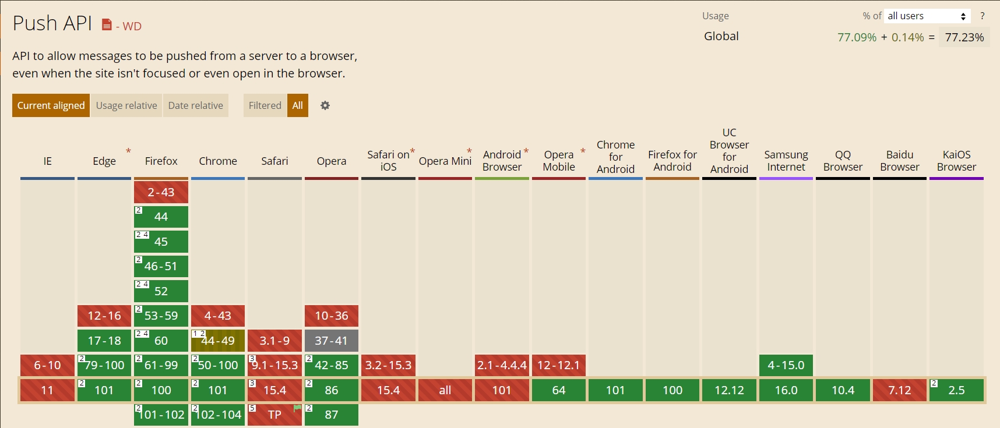 Push API - WD
Usage % of all users ?
Global 77.09% + 0.14% = 77.23%
API to allow messages to be pushed from a server to a browser,
even when the site isn't focused or even open in the browser.
Current aligned Usage relative Date relative Filtered All
IE
Edge *
Firefox
Chrome
Safari
Opera
Safari on *
iOS
Opera Mini *
Android *
Browser
Opera *
Mobile
Chrome
for
Android
Firefox for
Android
UC
Browser
for
Android
Samsung
Internet
QQ
Browser
Baidu
Browser
KaiOS
Browser
2-43
2 44
2 4 45
2 46-51
2 4 52
12-16 2 53-59 4-43 10-36
17-18 2 4 60 1 2 44-49 3.1-9 37-41
6-10 2 79-100 2 61-99 2 50-100 3 9.1-15.3 2 42-85 3.2-15.3 2.1-4.4.4 12-12.1 4-15.0
11 2 101 2 100 2 101 3 15.4 2 86 15.4 all 101 64 101 100 12.12 16.0 10.4 7.12 2 2.5
2 101-102 2 102-104 5 TP 2 87